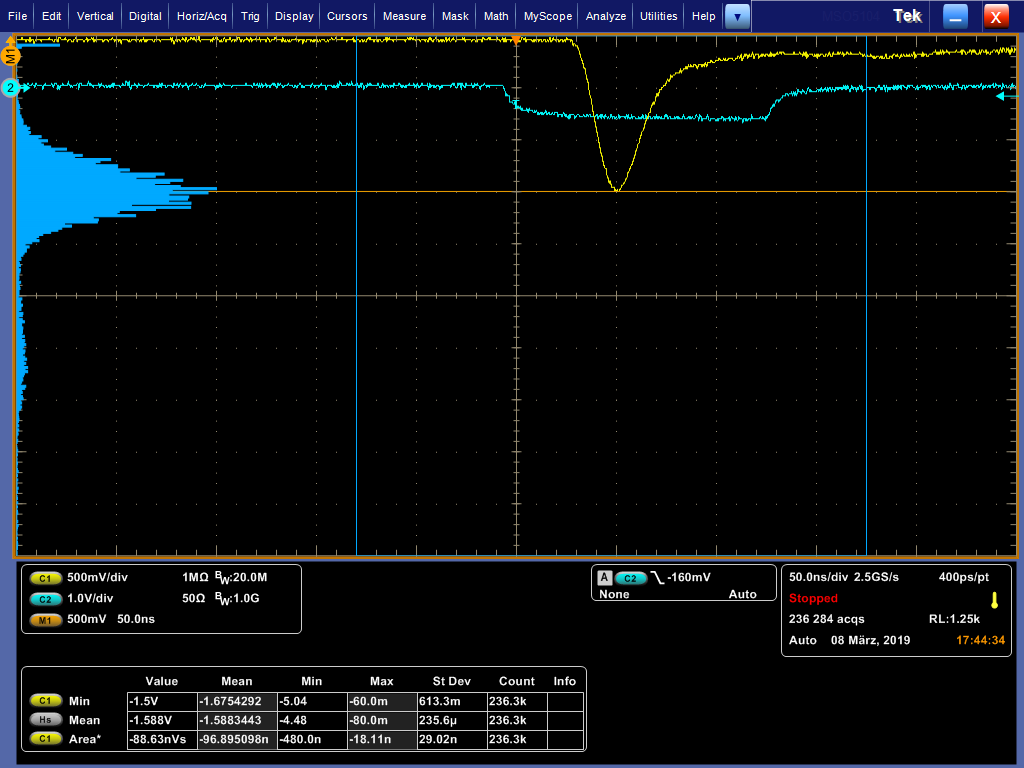 File Edit Vertical Digital Horiz/Acq Trig Display Cursors Measure Mask Math MyScope Analyze Utilities Help Tek X
M1
2
C1 500mV/div 1MΩ BW:20.0M
C2 1.0V/div 50Ω BW:1.0G
M1 500mV 50.0ns
A C2 -160mV
None Auto
50.0ns/div 2.5GS/s 400ps/pt
Stopped
236 284 acqs RL:1.25k
Auto 08 März, 2019 17:44:34
Value Mean Min Max St Dev Count Info
C1 Min -1.5V -1.6754292 -5.04 -60.0m 613.3m 236.3k
Hs Mean -1.588V -1.5883443 -4.48 -80.0m 235.6µ 236.3k
C1 Area* -88.63nVs -96.895098n -480.0n -18.11n 29.02n 236.3k